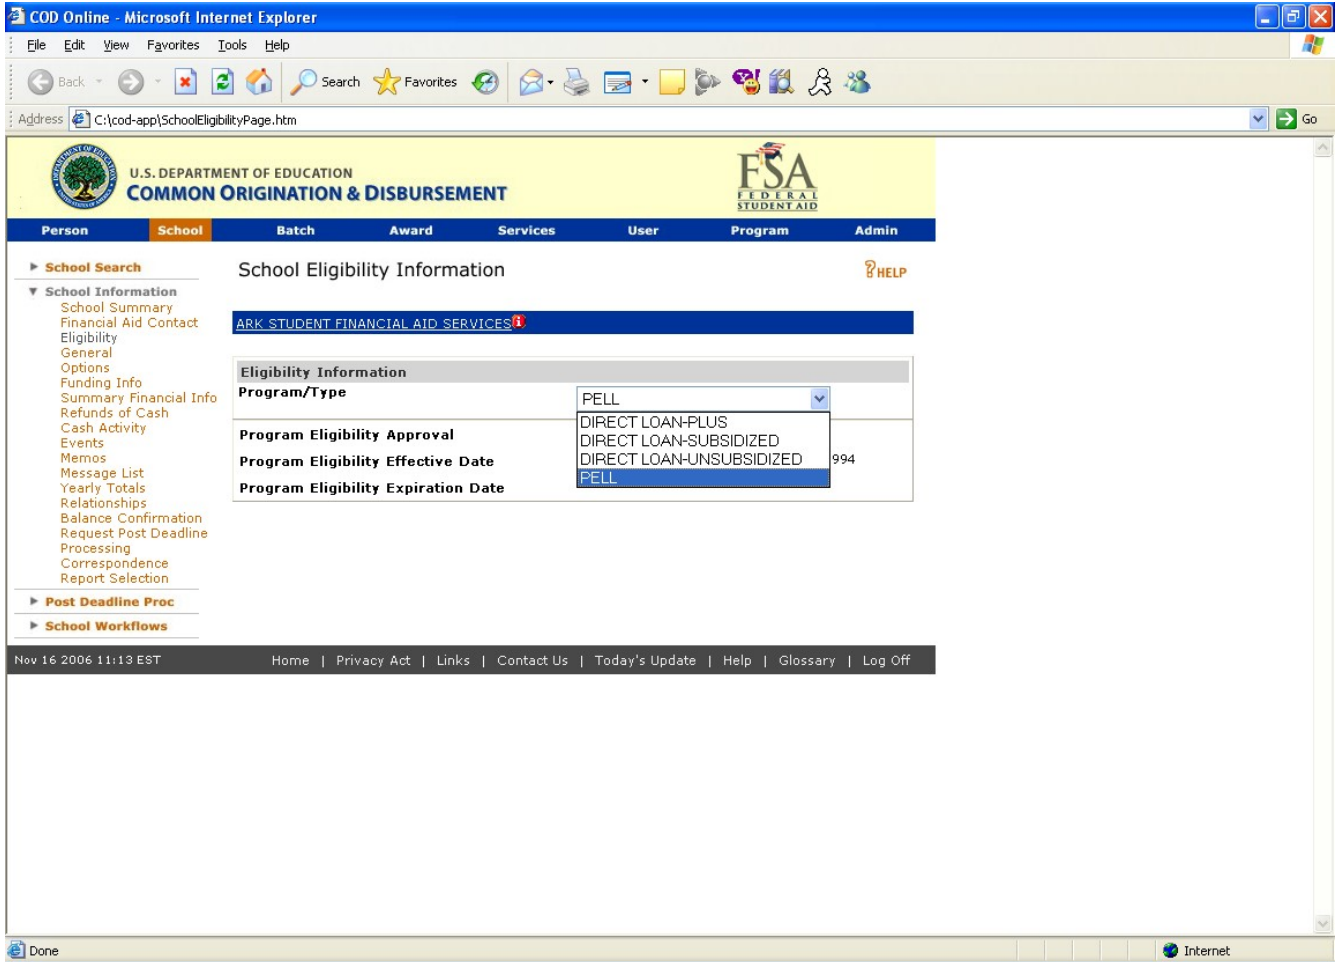 COD Online - Microsoft Internet Explorer
File Edit View Favorites Tools Help
Back Search Favorites
Address C:\cod-app\SchoolEligibilityPage.htm Go
U.S. DEPARTMENT OF EDUCATION
COMMON ORIGINATION & DISBURSEMENT
FSA
FEDERAL
STUDENT AID
Person School Batch Award Services User Program Admin
School Search
School Information
School Summary
Financial Aid Contact
Eligibility
General
Options
Funding Info
Summary Financial Info
Refunds of Cash
Cash Activity
Events
Memos
Message List
Yearly Totals
Relationships
Balance Confirmation
Request Post Deadline
Processing
Correspondence
Report Selection
Post Deadline Proc
School Workflows
School Eligibility Information
? HELP
ARK STUDENT FINANCIAL AID SERVICES
Eligibility Information
Program/Type PELL
DIRECT LOAN-PLUS
DIRECT LOAN-SUBSIDIZED
DIRECT LOAN-UNSUBSIDIZED
PELL
Program Eligibility Approval
Program Eligibility Effective Date 994
Program Eligibility Expiration Date
Nov 16 2006 11:13 EST Home | Privacy Act | Links | Contact Us | Today's Update | Help | Glossary | Log Off
Done Internet